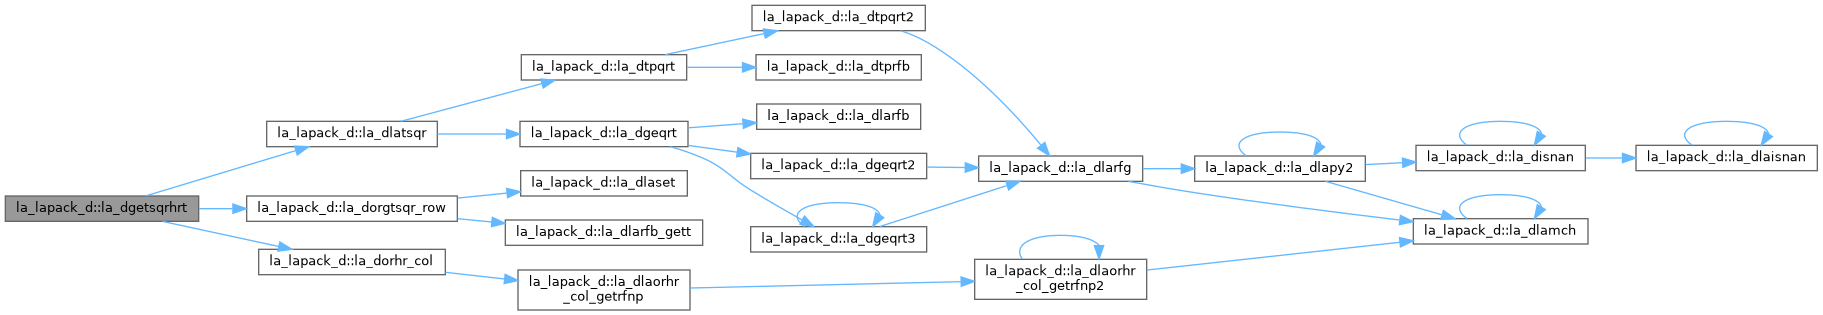 la_lapack_d::la_dtpqrt2
la_lapack_d::la_dtpqrt
la_lapack_d::la_dtprfb
la_lapack_d::la_dlarfb
la_lapack_d::la_dlatsqr
la_lapack_d::la_dgeqrt
la_lapack_d::la_disnan
la_lapack_d::la_dlaisnan
la_lapack_d::la_dgeqrt2
la_lapack_d::la_dlarfg
la_lapack_d::la_dlapy2
la_lapack_d::la_dlaset
la_lapack_d::la_dgetsqrhrt
la_lapack_d::la_dorgtsqr_row
la_lapack_d::la_dlarfb_gett
la_lapack_d::la_dgeqrt3
la_lapack_d::la_dlamch
la_lapack_d::la_dorhr_col
la_lapack_d::la_dlaorhr
_col_getrfnp
la_lapack_d::la_dlaorhr
_col_getrfnp2